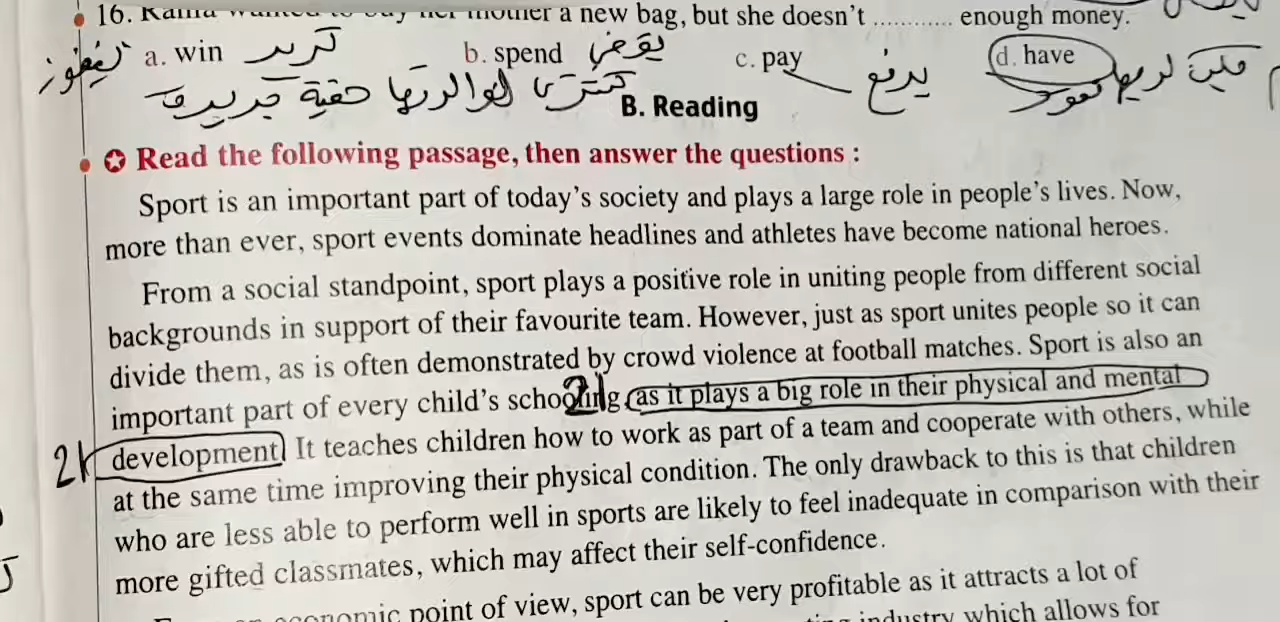 16. Rama wanted to buy her mother a new bag, but she doesn't ............ enough money.
a. win b. spend c. pay d. have
يدفع
حقيبة جديدة
B. Reading
Read the following passage, then answer the questions :
Sport is an important part of today's society and plays a large role in people's lives. Now,
more than ever, sport events dominate headlines and athletes have become national heroes.
From a social standpoint, sport plays a positive role in uniting people from different social
backgrounds in support of their favourite team. However, just as sport unites people so it can
divide them, as is often demonstrated by crowd violence at football matches. Sport is also an
important part of every child's schooling as it plays a big role in their physical and mental
21 development. It teaches children how to work as part of a team and cooperate with others, while
at the same time improving their physical condition. The only drawback to this is that children
who are less able to perform well in sports are likely to feel inadequate in comparison with their
more gifted classmates, which may affect their self-confidence.
economic point of view, sport can be very profitable as it attracts a lot of
industry which allows for